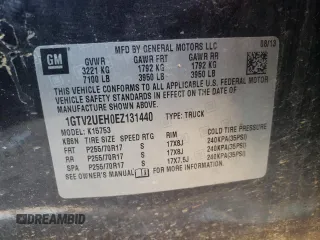 GM
MFD BY GENERAL MOTORS LLC
08/13
GVWR GAWR FRT GAWR RR
3221 KG 1792 KG 1792 KG
7100 LB 3950 LB 3950 LB
THIS VEHICLE CONFORMS TO ALL APPLICABLE U.S. FEDERAL MOTOR
VEHICLE SAFETY STANDARDS IN EFFECT ON THE DATE OF
MANUFACTURE SHOWN ABOVE.
1GTV2UEH0EZ131440 TYPE: TRUCK
K15753
KB6N TIRE SIZE SPEED RTG RIM
FRT P255/70R17 S 17X8J 240KPA(35PSI)
RR P255/70R17 S 17X8J 240KPA(35PSI)
SPA P255/70R17 S 17X7.5J 240KPA(35PSI)
SEE OWNER'S MANUAL FOR MORE INFORMATION.
DREAMBID